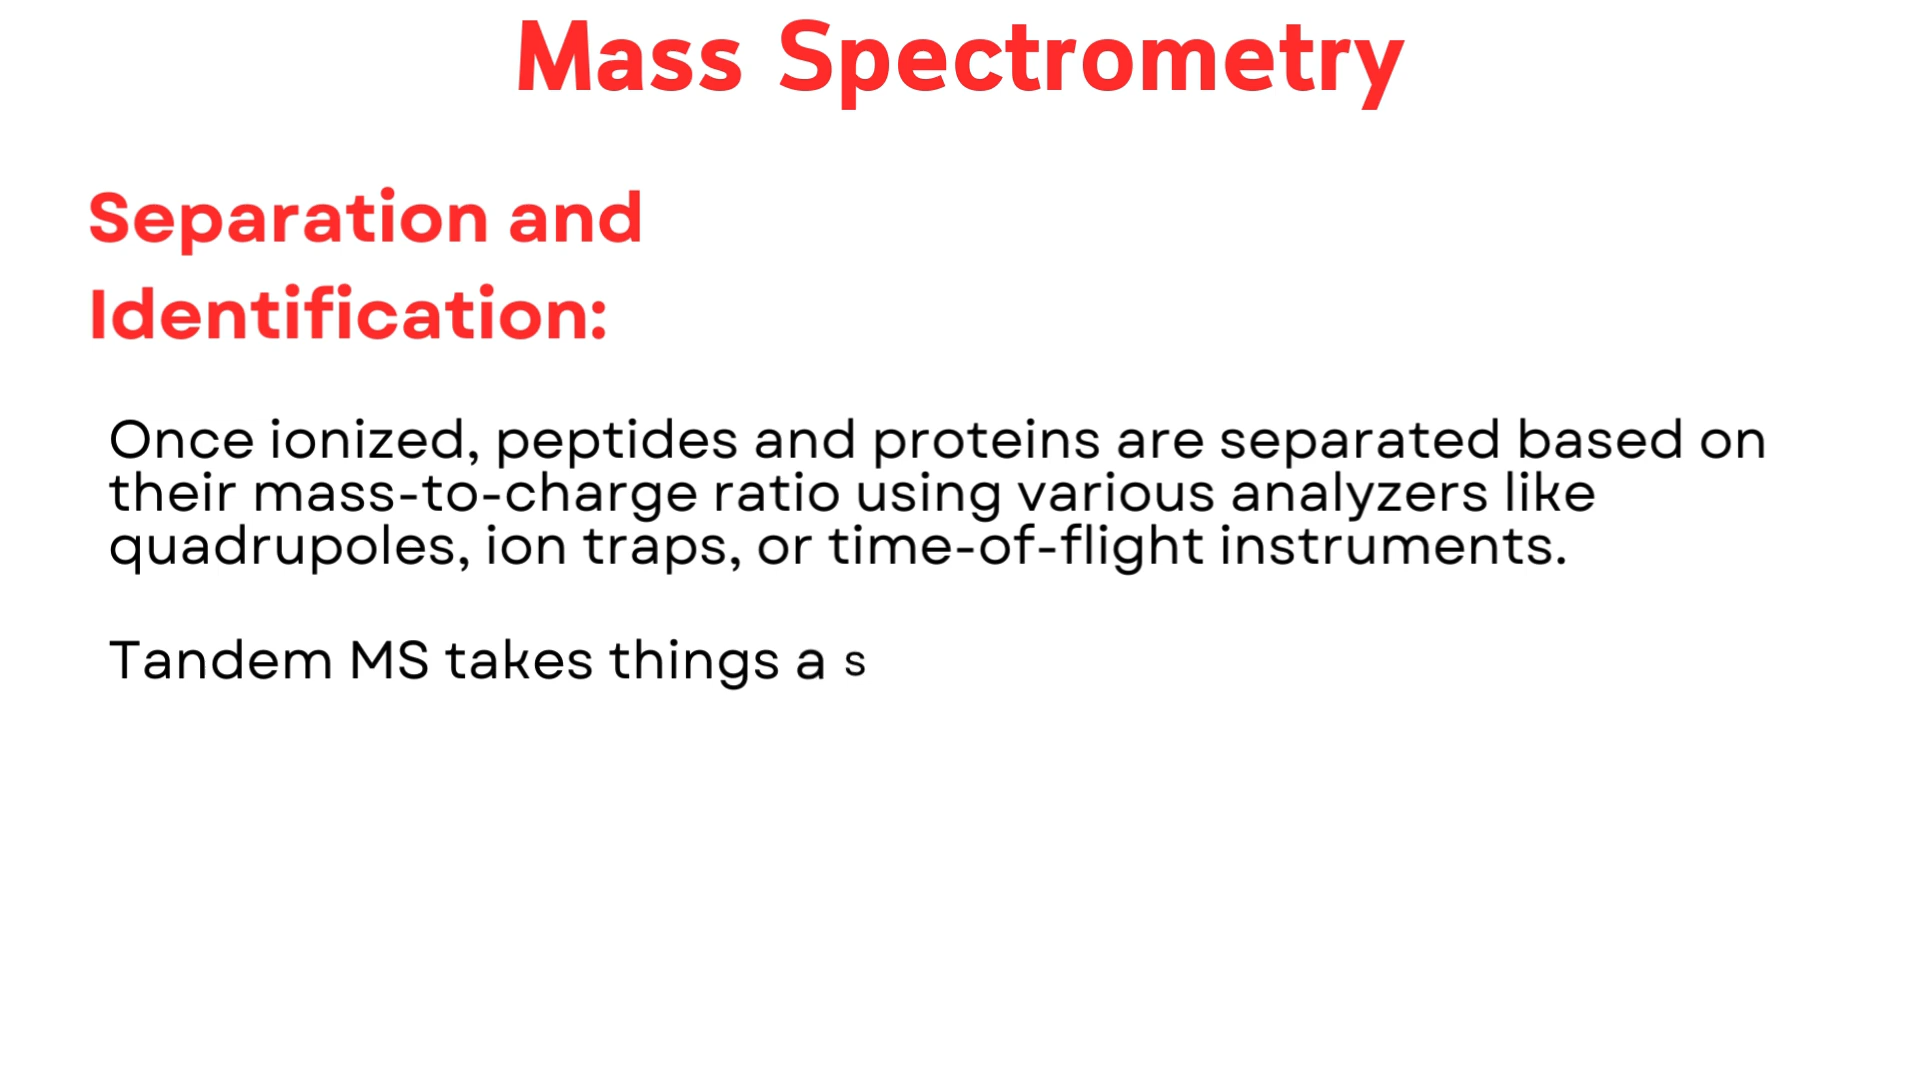 Mass Spectrometry
Separation and
Identification:
Once ionized, peptides and proteins are separated based on
their mass-to-charge ratio using various analyzers like
quadrupoles, ion traps, or time-of-flight instruments.
Tandem MS takes things a s